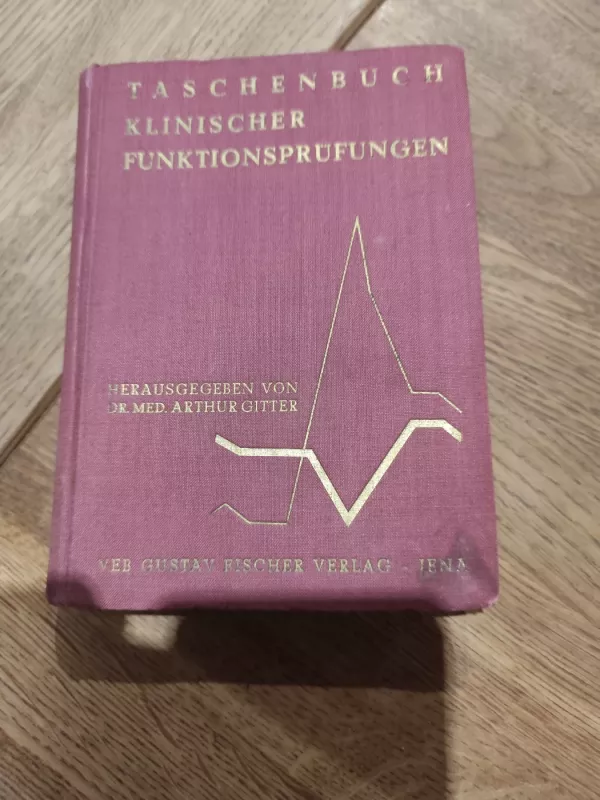 TASCHENBUCH
KLINISCHER
FUNKTIONSPRÜFUNGEN
HERAUSGEGEBEN VON
DR. MED. ARTHUR GITTER
VEB GUSTAV FISCHER VERLAG - JENA